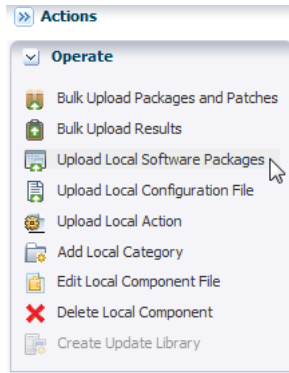 Actions
Operate
Bulk Upload Packages and Patches
Bulk Upload Results
Upload Local Software Packages
Upload Local Configuration File
Upload Local Action
Add Local Category
Edit Local Component File
Delete Local Component
Create Update Library